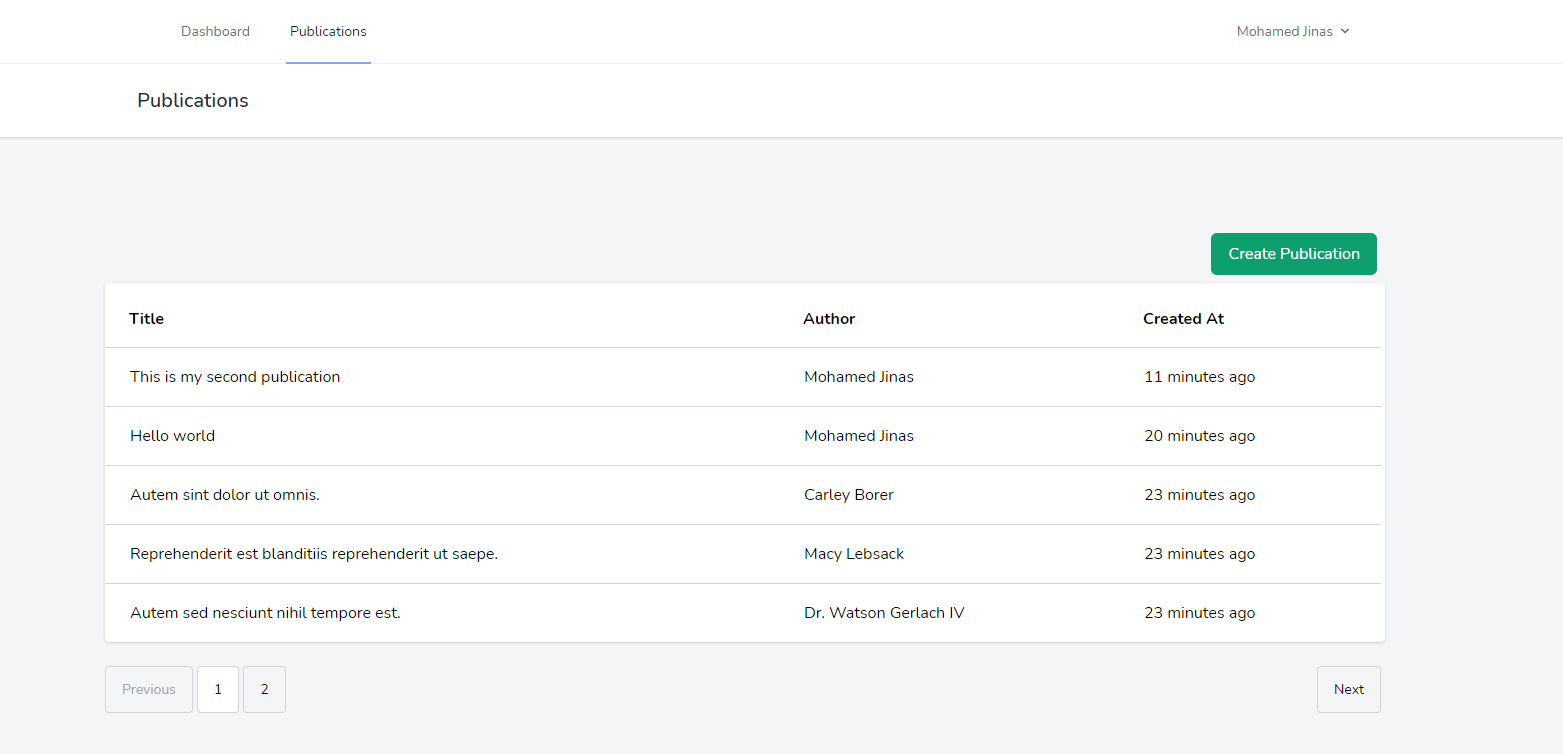 Dashboard Publications Mohamed Jinas
Publications
Create Publication
Title Author Created At
This is my second publication Mohamed Jinas 11 minutes ago
Hello world Mohamed Jinas 20 minutes ago
Autem sint dolor ut omnis. Carley Borer 23 minutes ago
Reprehenderit est blanditiis reprehenderit ut saepe. Macy Lebsack 23 minutes ago
Autem sed nesciunt nihil tempore est. Dr. Watson Gerlach IV 23 minutes ago
Previous 1 2 Next